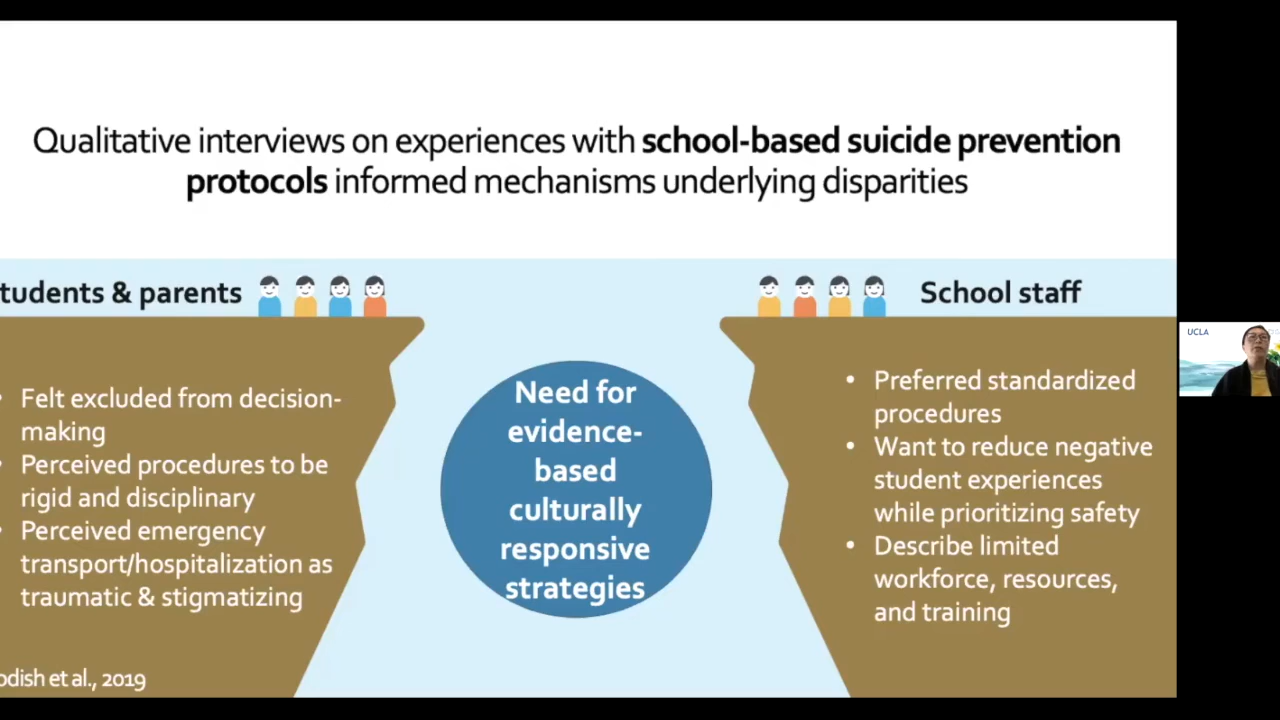 Qualitative interviews on experiences with school-based suicide prevention
protocols informed mechanisms underlying disparities
tudents & parents
School staff
UCLA
• Felt excluded from decision-
making
• Perceived procedures to be
rigid and disciplinary
• Perceived emergency
transport/hospitalization as
traumatic & stigmatizing
Need for
evidence-
based
culturally
responsive
strategies
• Preferred standardized
procedures
• Want to reduce negative
student experiences
while prioritizing safety
• Describe limited
workforce, resources,
and training
odish et al., 2019